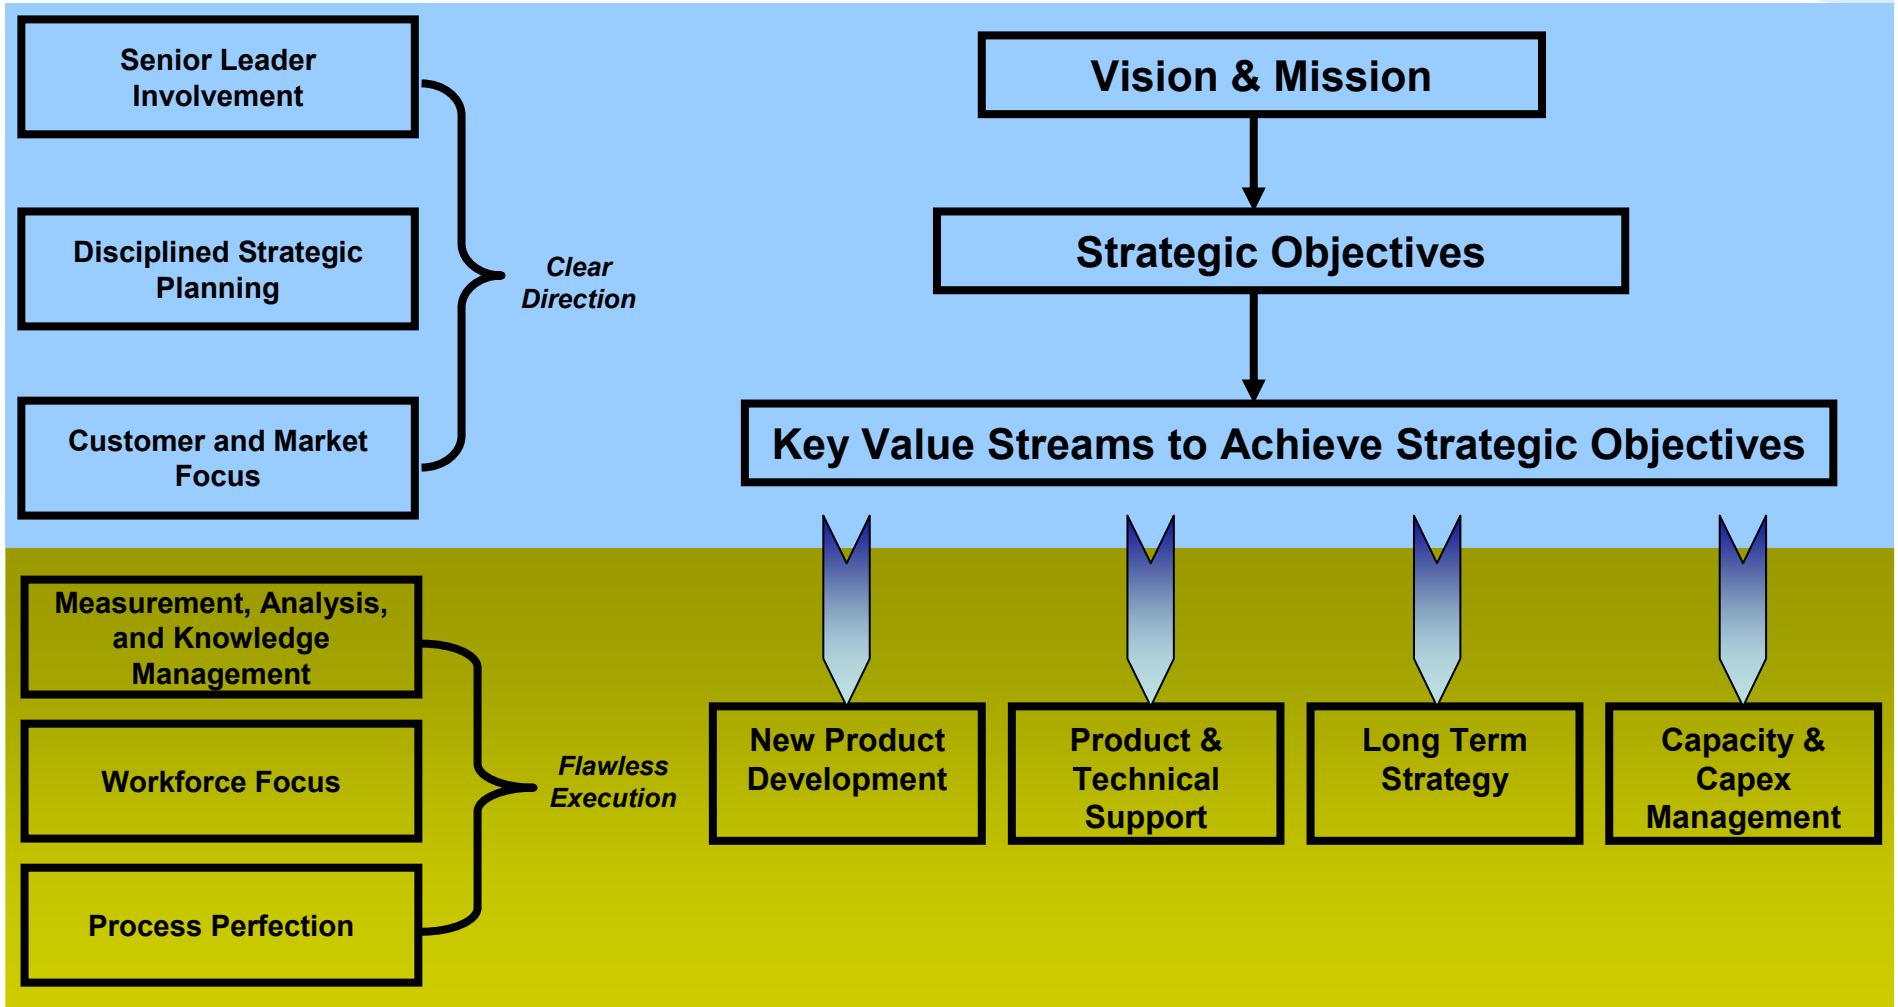 Senior Leader
Involvement
Disciplined Strategic
Planning
Customer and Market
Focus
Clear
Direction
Vision & Mission
Strategic Objectives
Key Value Streams to Achieve Strategic Objectives
Measurement, Analysis,
and Knowledge
Management
Workforce Focus
Process Perfection
Flawless
Execution
New Product
Development
Product &
Technical
Support
Long Term
Strategy
Capacity &
Capex
Management